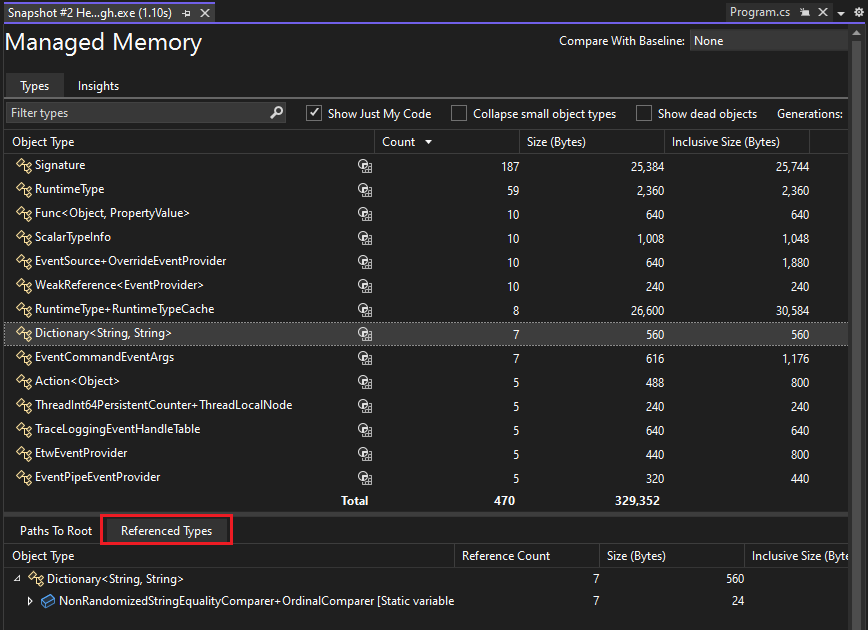 Snapshot #2 He...gh.exe (1.10s)
Program.cs
Managed Memory
Compare With Baseline: None
Types Insights
Filter types Show Just My Code Collapse small object types Show dead objects Generations:
Object Type Count Size (Bytes) Inclusive Size (Bytes)
Signature 187 25,384 25,744
RuntimeType 59 2,360 2,360
Func<Object, PropertyValue> 10 640 640
ScalarTypeInfo 10 1,008 1,048
EventSource+OverrideEventProvider 10 640 1,880
WeakReference<EventProvider> 10 240 240
RuntimeType+RuntimeTypeCache 8 26,600 30,584
Dictionary<String, String> 7 560 560
EventCommandEventArgs 7 616 1,176
Action<Object> 5 488 800
ThreadInt64PersistentCounter+ThreadLocalNode 5 240 240
TraceLoggingEventHandleTable 5 640 640
EtwEventProvider 5 440 800
EventPipeEventProvider 5 320 440
Total 470 329,352
Paths To Root Referenced Types
Object Type Reference Count Size (Bytes) Inclusive Size (Byte
Dictionary<String, String> 7 560
NonRandomizedStringEqualityComparer+OrdinalComparer [Static variable 7 24